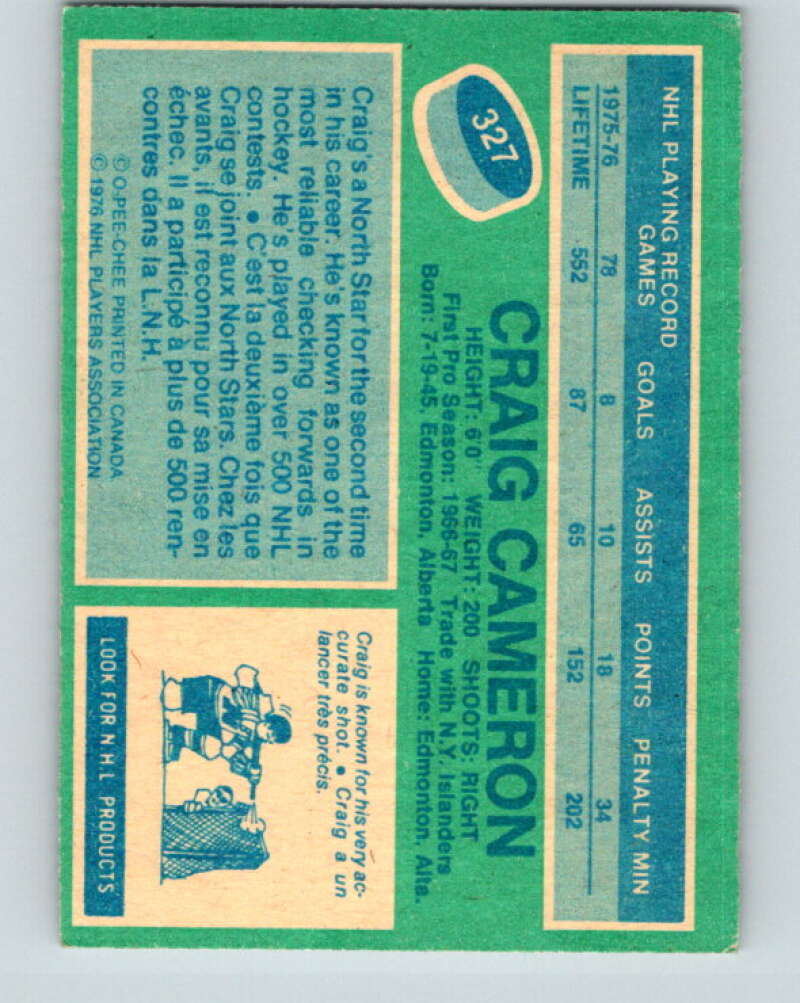 NHL PLAYING RECORD
GAMES GOALS ASSISTS POINTS PENALTY MIN
1975-76 78 8 10 18 34
LIFETIME 552 87 65 152 202
327
CRAIG CAMERON
HEIGHT: 6'0" WEIGHT: 200 SHOOTS: RIGHT
First Pro Season: 1966-67 Trade with N.Y. Islanders
Born: 7-19-45, Edmonton, Alberta Home: Edmonton, Alta.
Craig's a North Star for the second time
in his career. He's known as one of the
most reliable checking forwards in
hockey. He's played in over 500 NHL
contests. ● C'est la deuxième fois que
Craig se joint aux North Stars. Chez les
avants, il est reconnu pour sa mise en
échec. Il a participé à plus de 500 ren-
contres dans la L.N.H.
© O-PEE-CHEE PRINTED IN CANADA
© 1976 NHL PLAYERS ASSOCIATION
Craig is known for his very ac-
curate shot. ● Craig a un
lancer très précis.
LOOK FOR N.H.L. PRODUCTS